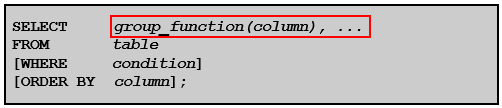 SELECT group_function(column), ...
FROM table
[WHERE condition]
[ORDER BY column];